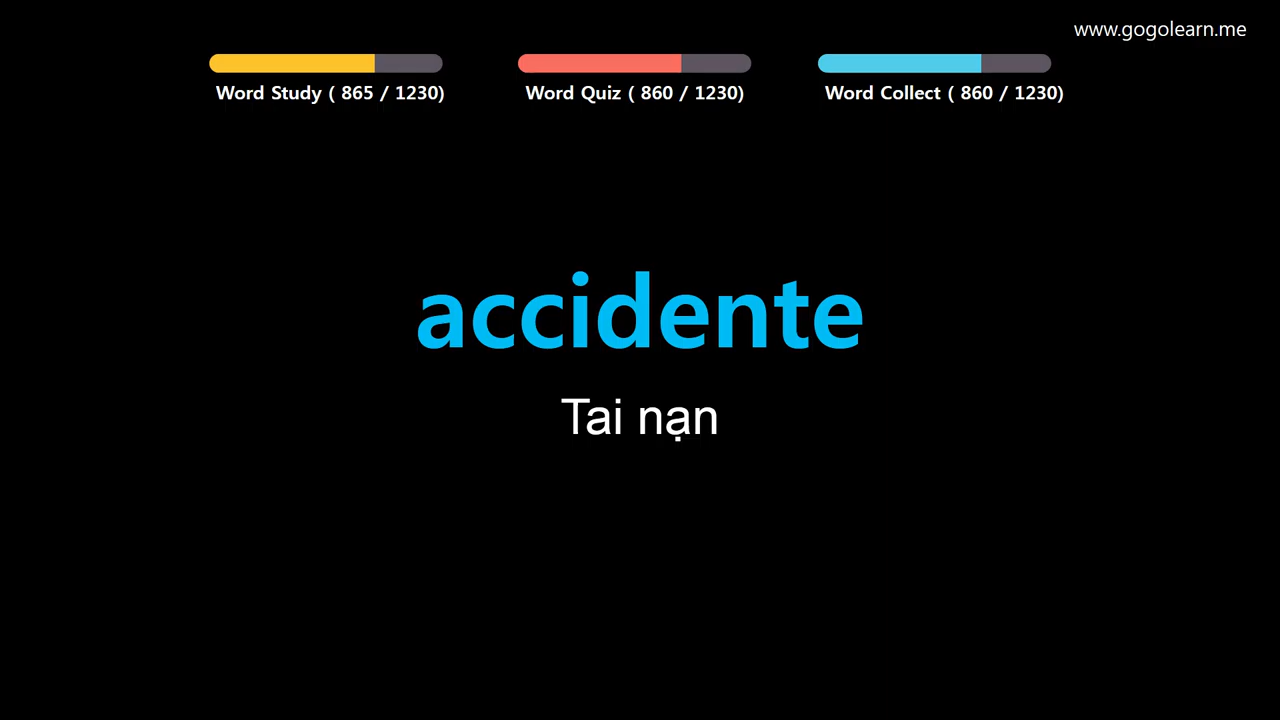 www.gogolearn.me
Word Study ( 865 / 1230)
Word Quiz ( 860 / 1230)
Word Collect ( 860 / 1230)
accidente
Tai nạn